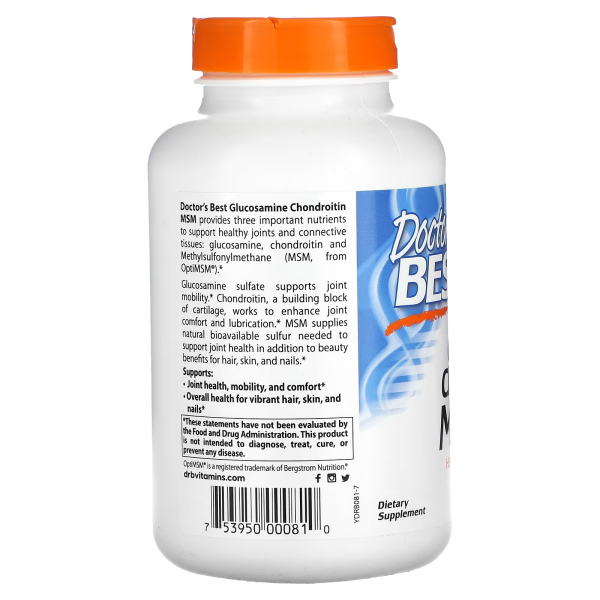 Doctor's Best Glucosamine Chondroitin
MSM provides three important nutrients
to support healthy joints and connective
tissues: glucosamine, chondroitin and
Methylsulfonylmethane (MSM, from
OptiMSM®).*
Glucosamine sulfate supports joint
mobility.* Chondroitin, a building block
of cartilage, works to enhance joint
comfort and lubrication.* MSM supplies
natural bioavailable sulfur needed to
support joint health in addition to beauty
benefits for hair, skin, and nails.*
Supports:
• Joint health, mobility, and comfort*
• Overall health for vibrant hair, skin, and
nails*
*These statements have not been evaluated by
the Food and Drug Administration. This product
is not intended to diagnose, treat, cure, or
prevent any disease.
OptiMSM® is a registered trademark of Bergstrom Nutrition.®
drbvitamins.com
7 53950 00081 0
YDRB081-7
Docto
BES
Dietary
Supplement